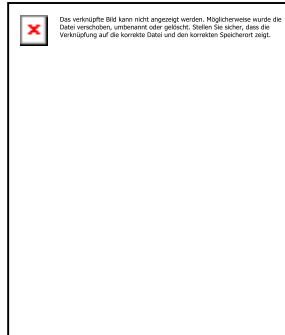 Das verknüpfte Bild kann nicht angezeigt werden. Möglicherweise wurde die
Datei verschoben, umbenannt oder gelöscht. Stellen Sie sicher, dass die
Verknüpfung auf die korrekte Datei und den korrekten Speicherort zeigt.